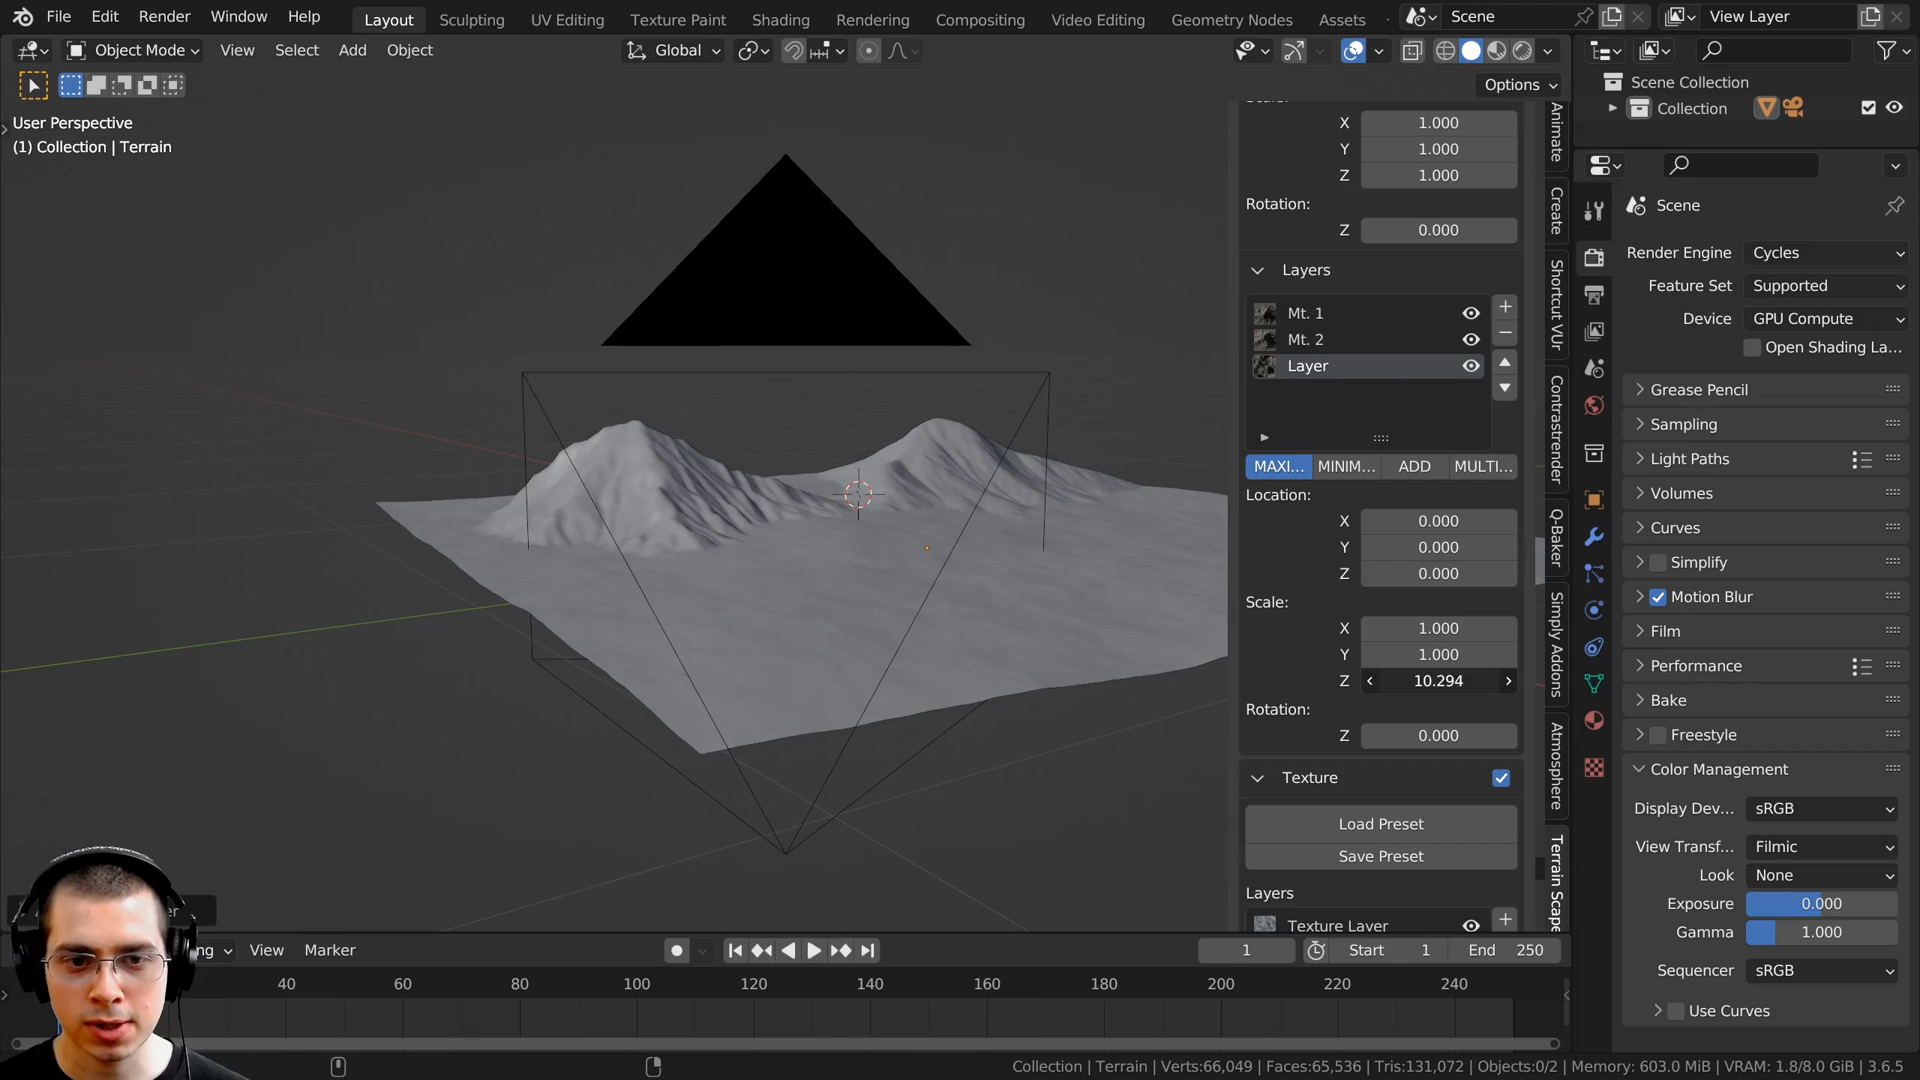 File Edit Render Window Help Layout Sculpting UV Editing Texture Paint Shading Rendering Compositing Video Editing Geometry Nodes Assets Scene View Layer
Object Mode View Select Add Object Global
Options
User Perspective
(1) Collection | Terrain
X 1.000
Y 1.000
Z 1.000
Rotation:
Z 0.000
Layers
Mt. 1
Mt. 2
Layer
MAXI... MINIM... ADD MULTI...
Location:
X 0.000
Y 0.000
Z 0.000
Scale:
X 1.000
Y 1.000
Z 10.294
Rotation:
Z 0.000
Texture
Load Preset
Save Preset
Layers
Texture Layer
Animate
Create
Shortcut VUr
Contrastrender
Q-Baker
Simply Addons
Atmosphere
Terrain Scape
Scene Collection
Collection
Scene
Render Engine Cycles
Feature Set Supported
Device GPU Compute
Open Shading La...
Grease Pencil
Sampling
Light Paths
Volumes
Curves
Simplify
Motion Blur
Film
Performance
Bake
Freestyle
Color Management
Display Dev... sRGB
View Transf... Filmic
Look None
Exposure 0.000
Gamma 1.000
Sequencer sRGB
Use Curves
ng View Marker 1 Start 1 End 250
40 60 80 100 120 140 160 180 200 220 240
Collection | Terrain | Verts:66,049 | Faces:65,536 | Tris:131,072 | Objects:0/2 | Memory: 603.0 MiB | VRAM: 1.8/8.0 GiB | 3.6.5